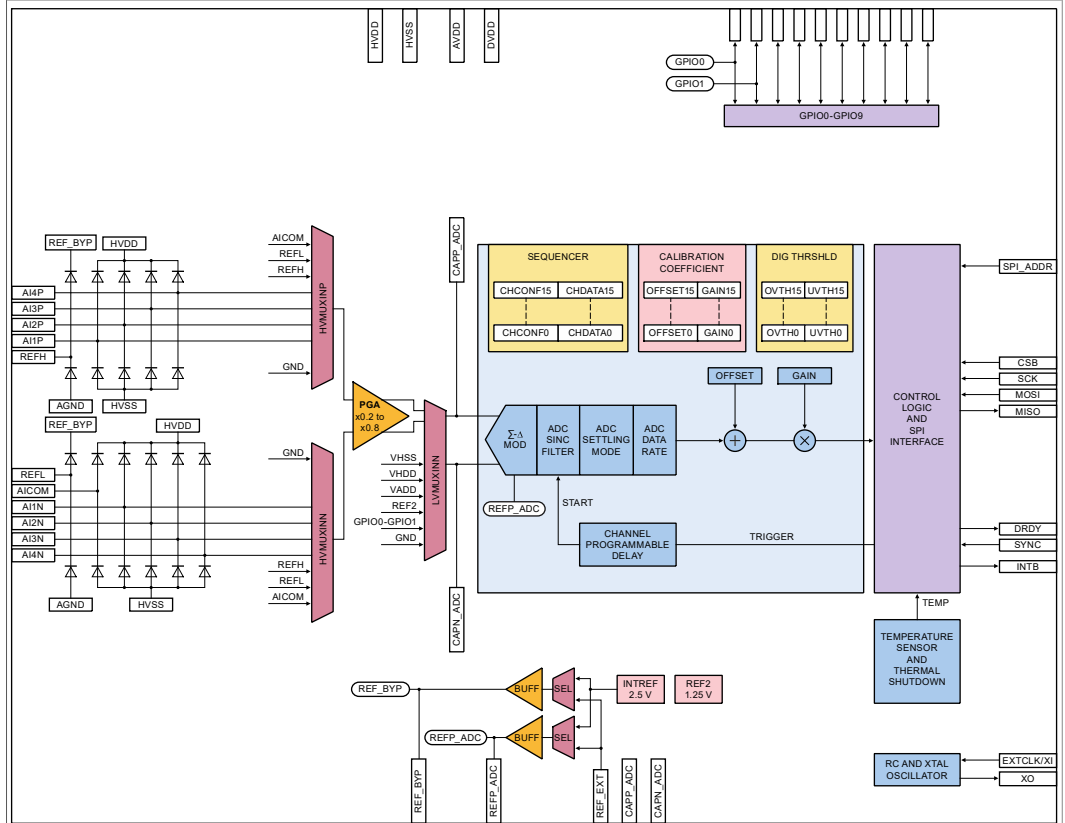 HVDD
HVSS
AVDD
DVDD
GPIO0
GPIO1
GPIO0-GPIO9
REF_BYP
HVDD
AI4P
AI3P
AI2P
AI1P
REFH
AGND
HVSS
REF_BYP
HVDD
REFL
AICOM
AI1N
AI2N
AI3N
AI4N
AGND
HVSS
AICOM
REFL
REFH
GND
HVMUXINP
GND
REFH
REFL
AICOM
HVMUXINN
PGA
x0.2 to
x0.8
VHSS
VHDD
VADD
REF2
GPIO0-GPIO1
GND
LVMUXINN
CAPP_ADC
CAPN_ADC
SEQUENCER
CHCONF15 CHDATA15
CHCONF0 CHDATA0
CALIBRATION
COEFFICIENT
OFFSET15 GAIN15
OFFSET0 GAIN0
DIG THRSHLD
OVTH15 UVTH15
OVTH0 UVTH0
OFFSET
GAIN
Σ-Δ
MOD
ADC
SINC
FILTER
ADC
SETTLING
MODE
ADC
DATA
RATE
+
×
REFP_ADC
START
CHANNEL
PROGRAMMABLE
DELAY
TRIGGER
CONTROL
LOGIC
AND
SPI
INTERFACE
SPI_ADDR
CSB
SCK
MOSI
MISO
DRDY
SYNC
INTB
TEMP
TEMPERATURE
SENSOR
AND
THERMAL
SHUTDOWN
RC AND XTAL
OSCILLATOR
EXTCLK/XI
XO
REF_BYP
BUFF
SEL
INTREF
2.5 V
REF2
1.25 V
REFP_ADC
BUFF
SEL
REF_BYP
REFP_ADC
REF_EXT
CAPP_ADC
CAPN_ADC